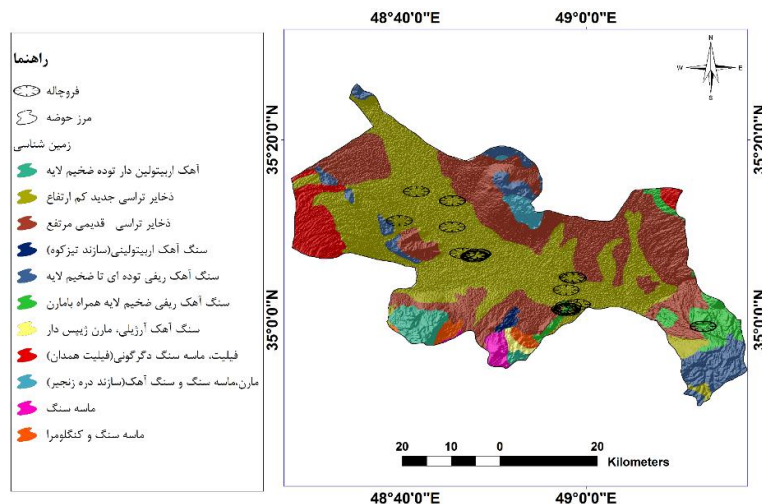 راهنما
فروچاله
مرز حوضه
زمین شناسی
آهک اربیتولین دار توده ضخیم لایه
ذخایر تراسی جدید کم ارتفاع
ذخایر تراسی قدیمی مرتفع
سنگ آهک اربیتولینی(سازند تیزکوه)
سنگ آهک ریفی توده ای تا ضخیم لایه
سنگ آهک ریفی ضخیم لایه همراه بامارن
سنگ آهک آرژیلی، مارن ژیپس دار
فیلیت، ماسه سنگ دگرگونی(فیلیت همدان)
مارن،ماسه سنگ و سنگ آهک(سازند دره زنجیر)
ماسه سنگ
ماسه سنگ و کنگلومرا
48°40'0"E 49°0'0"E
N
W E
S
35°20'0"N 35°20'0"N
35°0'0"N 35°0'0"N
20 10 0 20
Kilometers
48°40'0"E 49°0'0"E